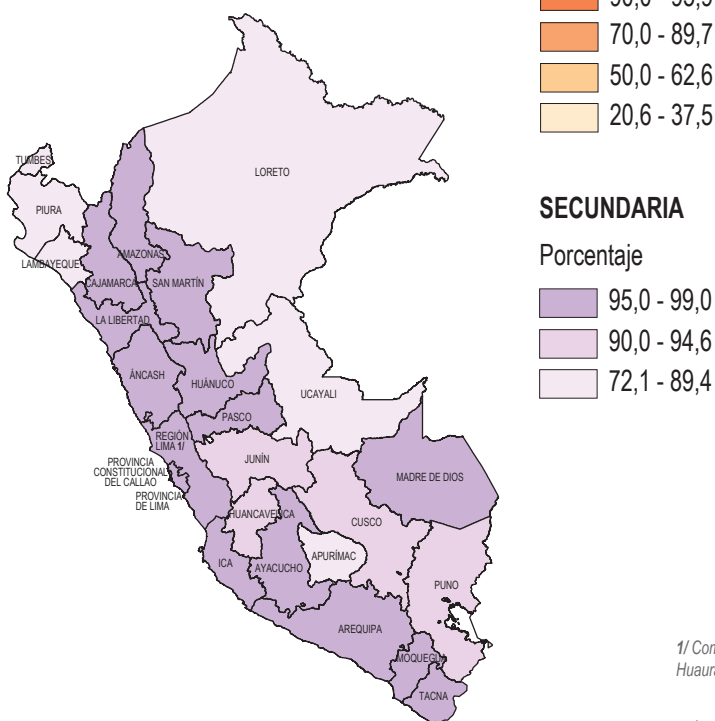 70,0 - 89,7
50,0 - 62,6
20,6 - 37,5
SECUNDARIA
Porcentaje
95,0 - 99,0
90,0 - 94,6
72,1 - 89,4
TUMBES
LORETO
PIURA
LAMBAYEQUE
AMAZONAS
CAJAMARCA
SAN MARTÍN
LA LIBERTAD
ÁNCASH
HUÁNUCO
UCAYALI
PASCO
REGIÓN
LIMA 1/
JUNÍN
PROVINCIA
CONSTITUCIONAL
DEL CALLAO
PROVINCIA
DE LIMA
MADRE DE DIOS
HUANCAVELICA
CUSCO
ICA
AYACUCHO
APURÍMAC
PUNO
AREQUIPA
MOQUEGUA
TACNA
1/
Huaura